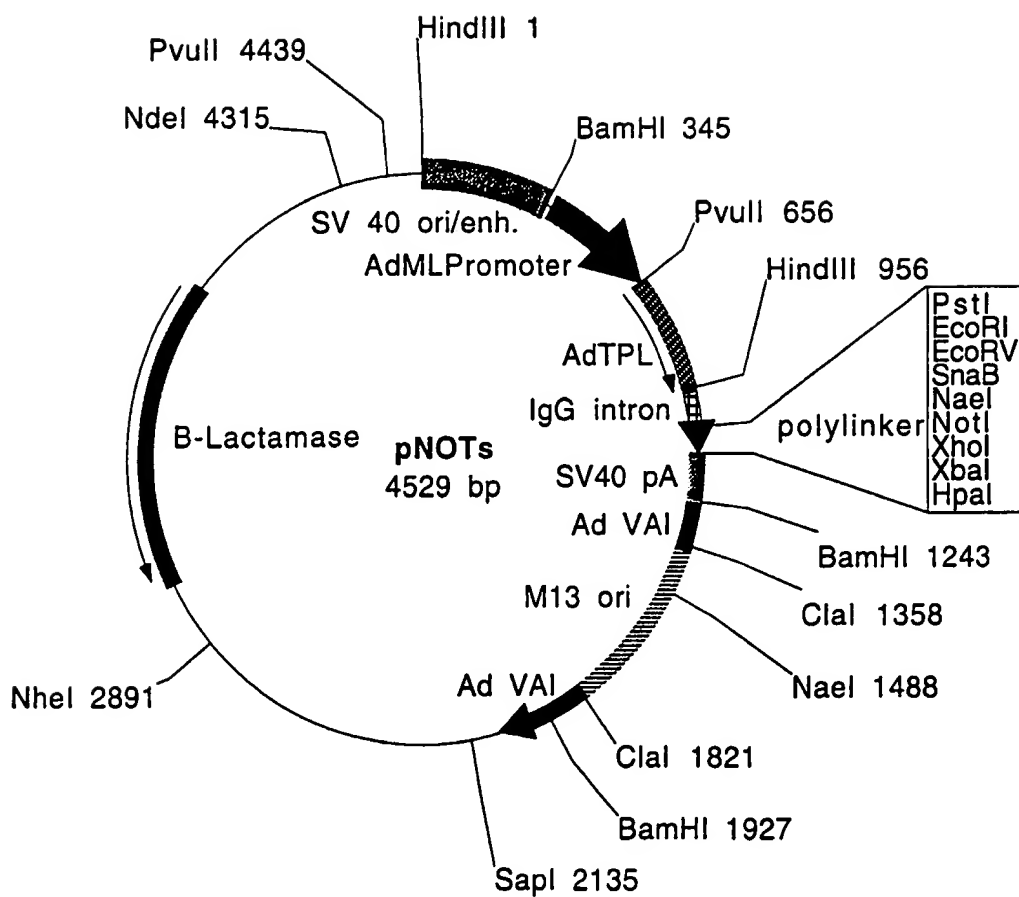 HindIII 1
PvuII 4439
NdeI 4315
BamHI 345
SV 40 ori/enh.
PvuII 656
AdMLPromoter
HindIII 956
PstI
EcoRI
EcoRV
SnaB
NaeI
NotI
XhoI
XbaI
HpaI
AdTPL
IgG intron
polylinker
B-Lactamase
pNOTs
4529 bp
SV40 pA
Ad VAI
BamHI 1243
M13 ori
ClaI 1358
Ad VAI
NaeI 1488
NheI 2891
ClaI 1821
BamHI 1927
SapI 2135